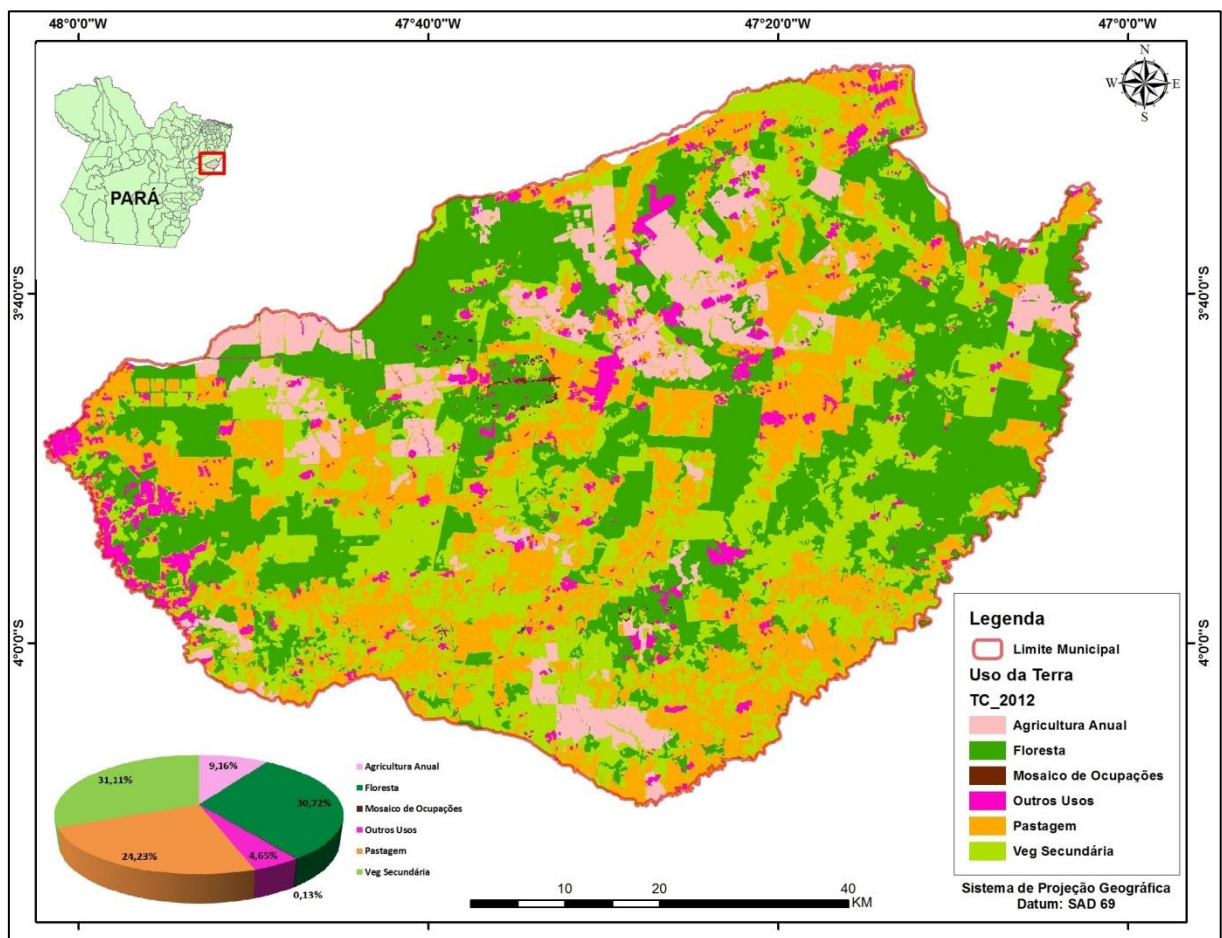 48°0'0"W
47°40'0"W
47°20'0"W
47°0'0"W
N
W
E
S
PARÁ
3°40'0"S
3°40'0"S
4°0'0"S
4°0'0"S
Legenda
Limite Municipal
Uso da Terra
TC_2012
Agricultura Anual
Floresta
Mosaico de Ocupações
Outros Usos
Pastagem
Veg Secundária
9,16%
31,11%
30,72%
24,23%
4,65%
0,13%
Agricultura Anual
Floresta
Mosaico de Ocupações
Outros Usos
Pastagem
Veg Secundária
10
20
40
KM
Sistema de Projeção Geográfica
Datum: SAD 69